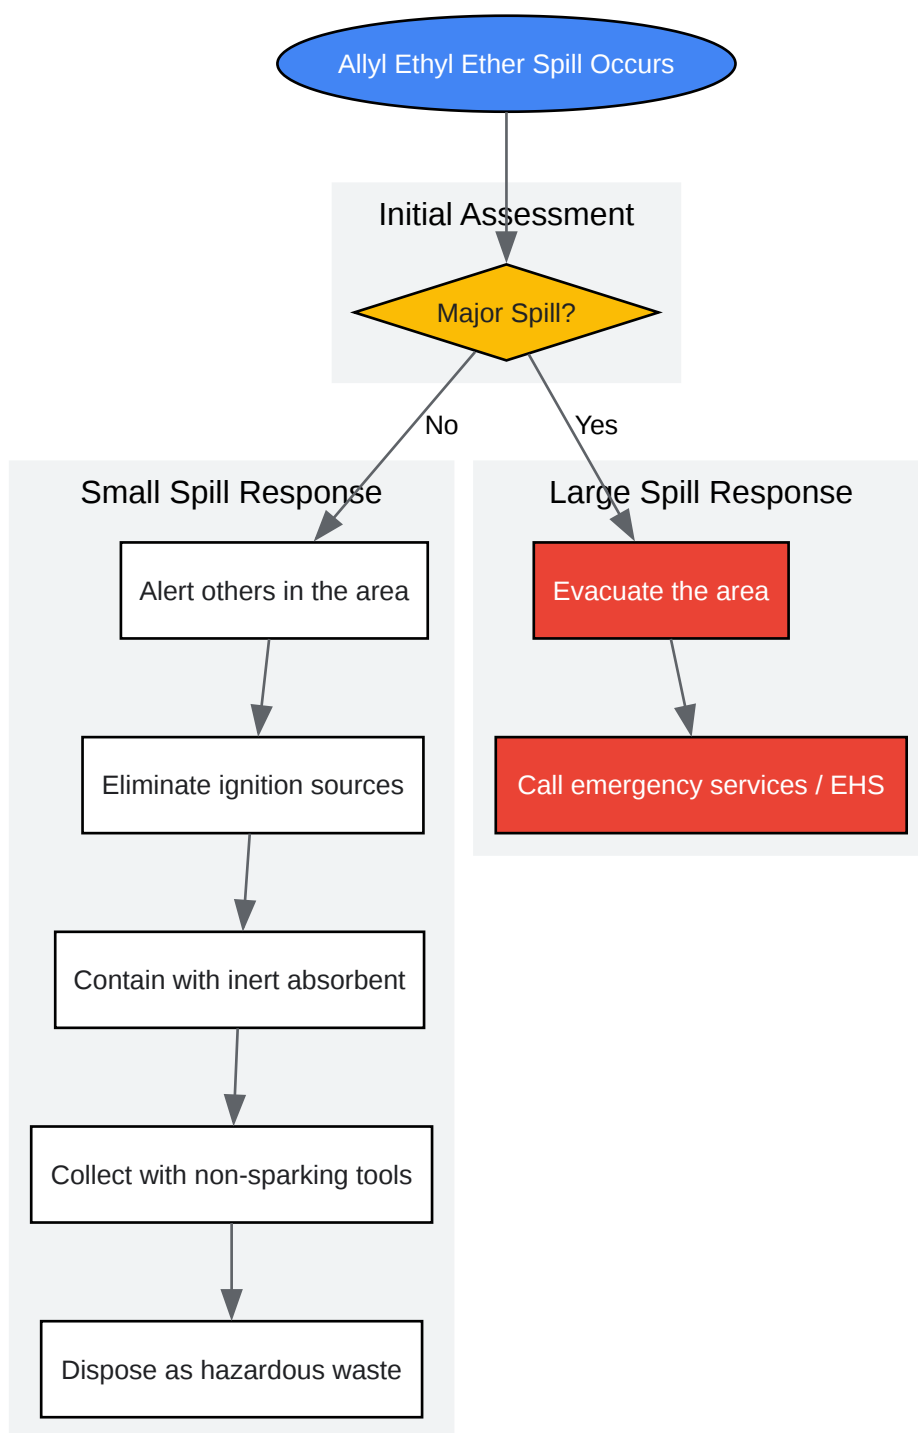 Allyl Ethyl Ether Spill Occurs
Initial Assessment
Major Spill?
No
Yes
Small Spill Response
Alert others in the area
Eliminate ignition sources
Contain with inert absorbent
Collect with non-sparking tools
Dispose as hazardous waste
Large Spill Response
Evacuate the area
Call emergency services / EHS